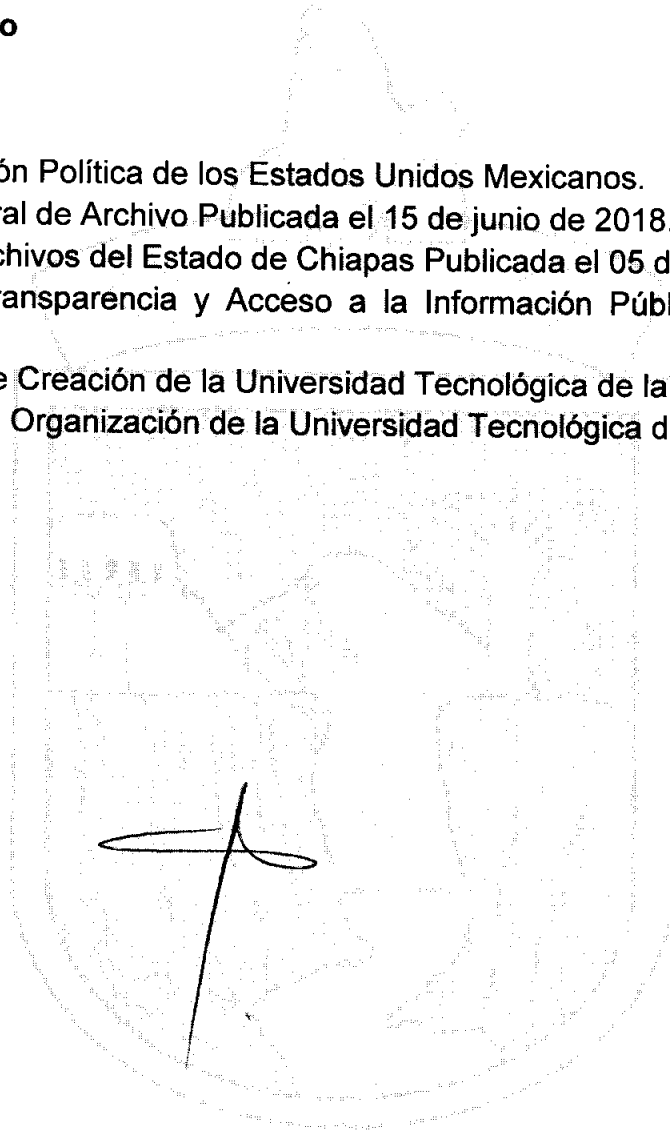 o
ón Política de los Estados Unidos Mexicanos.
ral de Archivo Publicada el 15 de junio de 2018.
chivos del Estado de Chiapas Publicada el 05 d
ransparencia y Acceso a la Información Públ
e Creación de la Universidad Tecnológica de la
Organización de la Universidad Tecnológica d